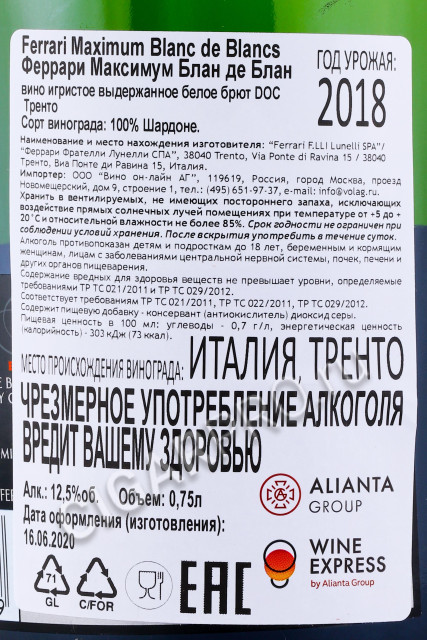 Ferrari Maximum Blanc de Blancs
Феррари Максимум Блан де Блан
вино игристое выдержанное белое брют DOC
Тренто
Сорт винограда: 100% Шардоне.
ГОД УРОЖАЯ:
2018
Наименование и место нахождения изготовителя: "Ferrari F.LLI Lunelli SPA"/
"Феррари Фрателли Лунелли СПА", 38040 Trento, Via Ponte di Ravina 15 / 38040
Тренто, Виа Понте ди Равина 15, Италия.
Импортер: ООО "Вино он-лайн АГ", 119619, Россия, город Москва, проезд
Новомещерский, дом 9, строение 1, тел.: (495) 651-97-37, e-mail: info@volag.ru.
Хранить в вентилируемых, не имеющих постороннего запаха, исключающих
воздействие прямых солнечных лучей помещениях при температуре от +5 до +
20°С и относительной влажности не более 85%. Срок годности не ограничен при
соблюдении условий хранения. После вскрытия употребить в течение суток.
Алкоголь противопоказан детям и подросткам до 18 лет, беременным и кормящим
женщинам, лицам с заболеваниями центральной нервной системы, почек, печени и
других органов пищеварения.
Содержание вредных для здоровья веществ не превышает уровни, определяемые
требованиями ТР ТС 021/2011 и ТР ТС 029/2012.
Соответствует требованиям ТР ТС 021/2011, ТР ТС 022/2011, ТР ТС 029/2012.
Содержит пищевую добавку - консервант (антиокислитель) диоксид серы.
Пищевая ценность в 100 мл: углеводы - 0,7 г/л, энергетическая ценность
(калорийность) - 303 кДж (73 ккал).
МЕСТО ПРОИСХОЖДЕНИЯ ВИНОГРАДА: ИТАЛИЯ, ТРЕНТО
ЧРЕЗМЕРНОЕ УПОТРЕБЛЕНИЕ АЛКОГОЛЯ
ВРЕДИТ ВАШЕМУ ЗДОРОВЬЮ
Алк.: 12,5%об. Объем: 0,75л
Дата оформления (изготовления):
16.06.2020
ALIANTA
GROUP
WINE
EXPRESS
by Alianta Group
71
GL
C/FOR
EAC